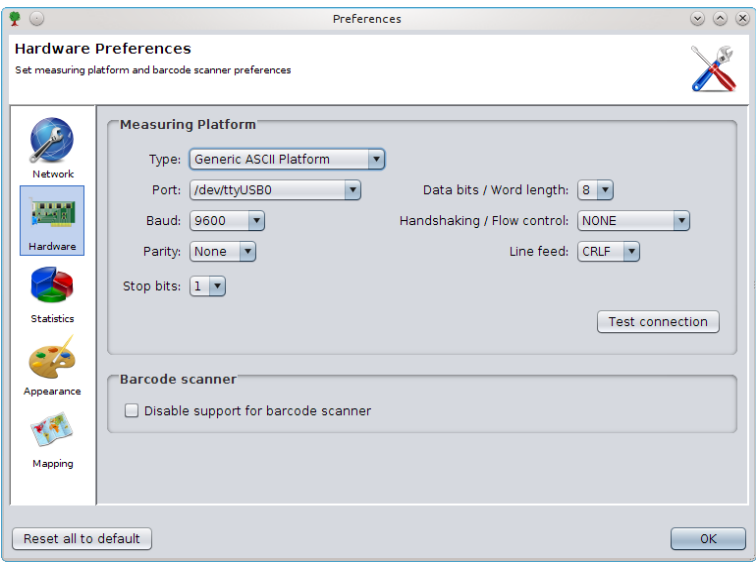 Preferences
Hardware Preferences
Set measuring platform and barcode scanner preferences
Network
Hardware
Statistics
Appearance
Mapping
Measuring Platform
Type: Generic ASCII Platform
Port: /dev/ttyUSB0 Data bits / Word length: 8
Baud: 9600 Handshaking / Flow control: NONE
Parity: None Line feed: CRLF
Stop bits: 1
Test connection
Barcode scanner
Disable support for barcode scanner
Reset all to default OK